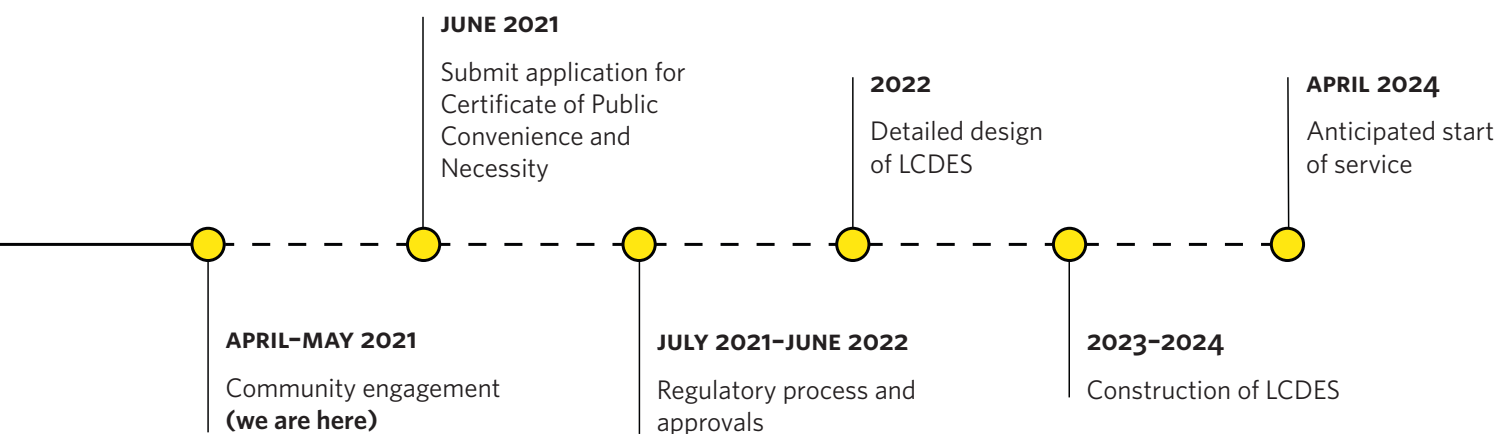 JUNE 2021
Submit application for
Certificate of Public
Convenience and
Necessity
2022
Detailed design
of LCDES
APRIL 2024
Anticipated start
of service
APRIL–MAY 2021
Community engagement
(we are here)
JULY 2021–JUNE 2022
Regulatory process and
approvals
2023–2024
Construction of LCDES